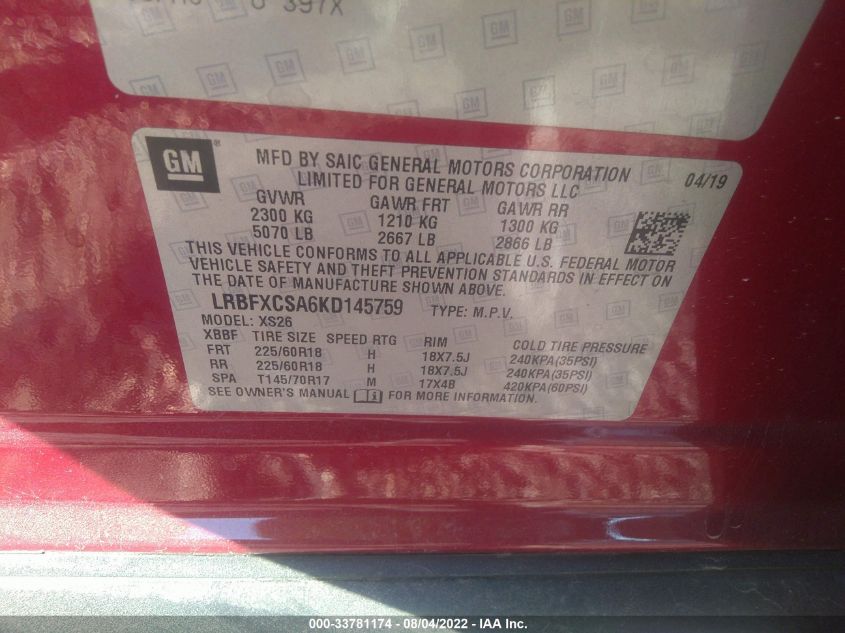 397X
GM
MFD BY SAIC GENERAL MOTORS CORPORATION
LIMITED FOR GENERAL MOTORS LLC
04/19
GVWR GAWR FRT GAWR RR
2300 KG 1210 KG 1300 KG
5070 LB 2667 LB 2866 LB
THIS VEHICLE CONFORMS TO ALL APPLICABLE U.S. FEDERAL MOTOR
VEHICLE SAFETY AND THEFT PREVENTION STANDARDS IN EFFECT ON
THE DATE OF MANUFACTURE SHOWN ABOVE.
LRBFXCSA6KD145759 TYPE: M.P.V.
MODEL: XS26
XBBF TIRE SIZE SPEED RTG RIM COLD TIRE PRESSURE
FRT 225/60R18 H 18X7.5J 240KPA(35PSI)
RR 225/60R18 H 18X7.5J 240KPA(35PSI)
SPA T145/70R17 M 17X4B 420KPA(60PSI)
SEE OWNER'S MANUAL FOR MORE INFORMATION.
000-33781174 - 08/04/2022 - IAA Inc.